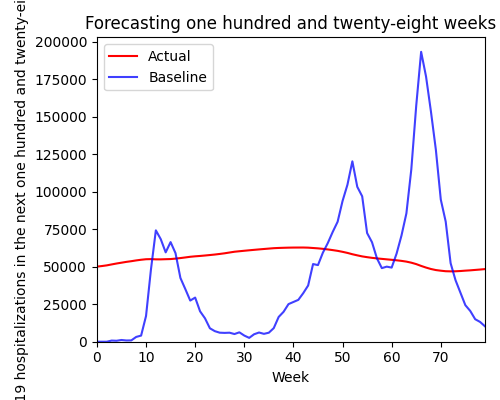 Forecasting one hundred and twenty-eight weeks
Actual
Baseline
200000
175000
150000
125000
100000
75000
50000
25000
0
19 hospitalizations in the next one hundred and twenty-ei
0 10 20 30 40 50 60 70
Week